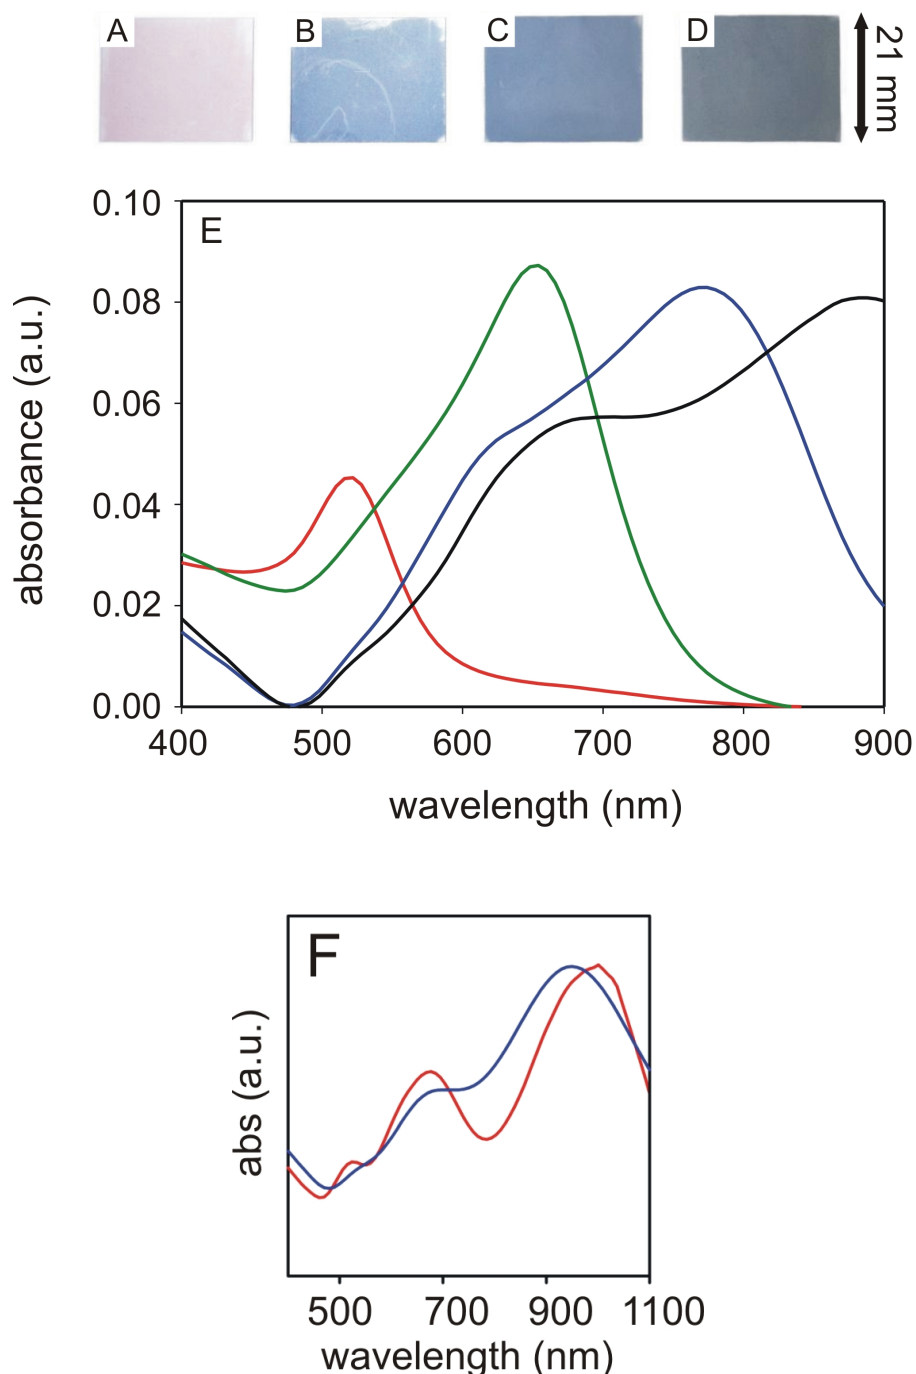 A
B
C
D
21 mm
E
0.10
0.08
0.06
0.04
0.02
0.00
absorbance (a.u.)
400 500 600 700 800 900
wavelength (nm)
F
abs (a.u.)
500 700 900 1100
wavelength (nm)